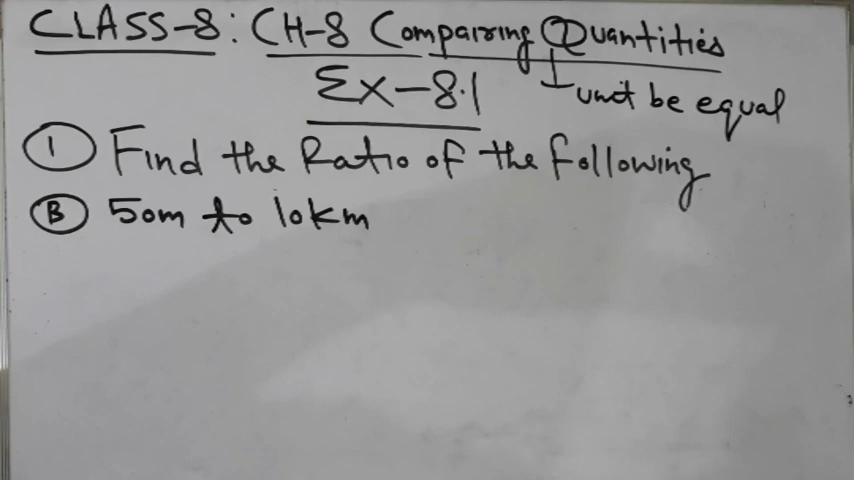 CLASS-8: CH-8 Comparing Quantities
Ex-8.1
unit be equal
1 Find the Ratio of the following
B 50m to 10km